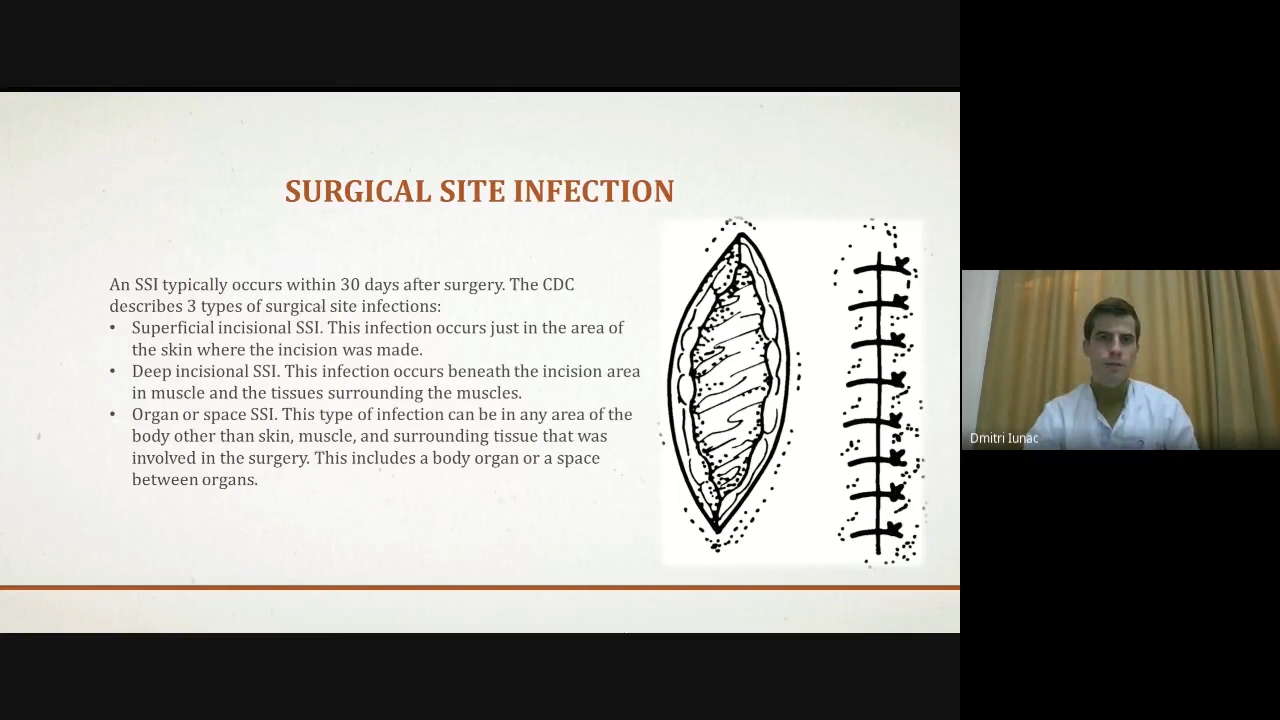 SURGICAL SITE INFECTION
An SSI typically occurs within 30 days after surgery. The CDC
describes 3 types of surgical site infections:
• Superficial incisional SSI. This infection occurs just in the area of
the skin where the incision was made.
• Deep incisional SSI. This infection occurs beneath the incision area
in muscle and the tissues surrounding the muscles.
• Organ or space SSI. This type of infection can be in any area of the
body other than skin, muscle, and surrounding tissue that was
involved in the surgery. This includes a body organ or a space
between organs.
Dmitri Iunac